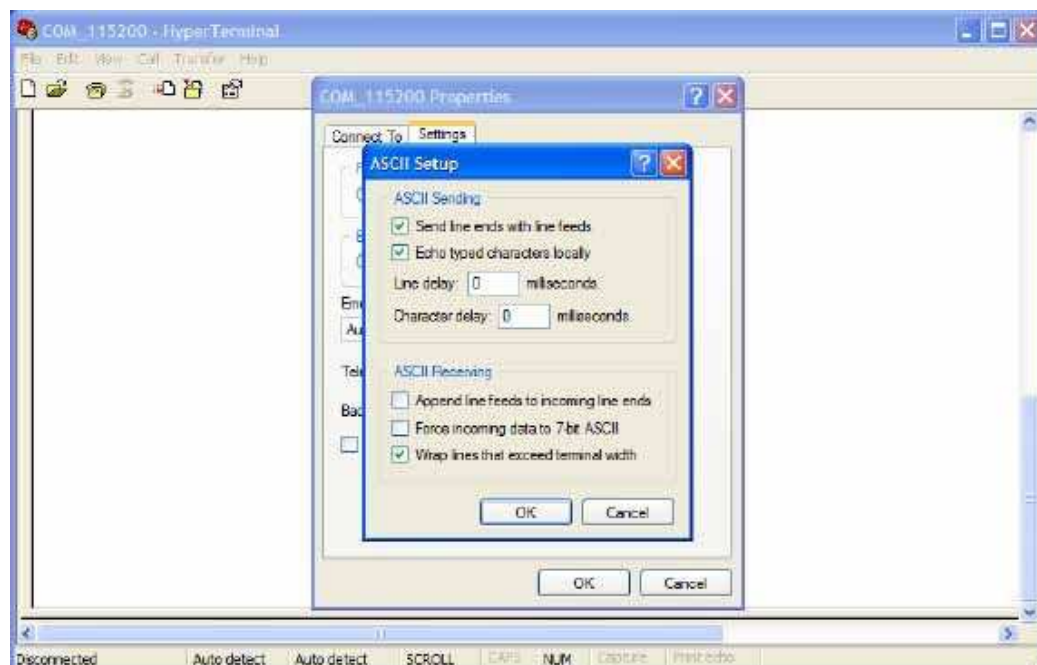 COM_115200 - HyperTerminal
File Edit View Call Transfer Help
COM_115200 Properties
Connect To Settings
ASCII Setup
ASCII Sending
Send line ends with line feeds
Echo typed characters locally
Line delay: 0 milliseconds.
Character delay: 0 milliseconds.
ASCII Receiving
Append line feeds to incoming line ends
Force incoming data to 7-bit ASCII
Wrap lines that exceed terminal width
OK Cancel
OK Cancel
Disconnected Auto detect Auto detect SCROLL CAPS NUM Capture Print echo